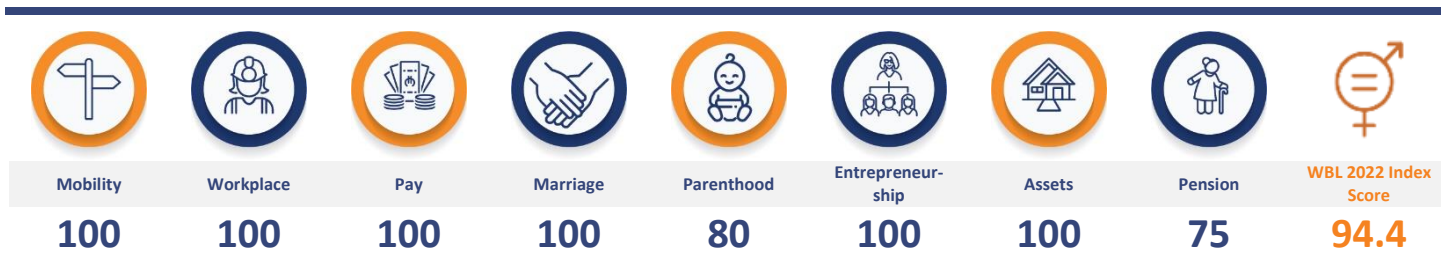 Mobility
Workplace
Pay
Marriage
Parenthood
Entrepreneur-
ship
Assets
Pension
WBL 2022 Index
Score
100
100
100
100
80
100
100
75
94.4